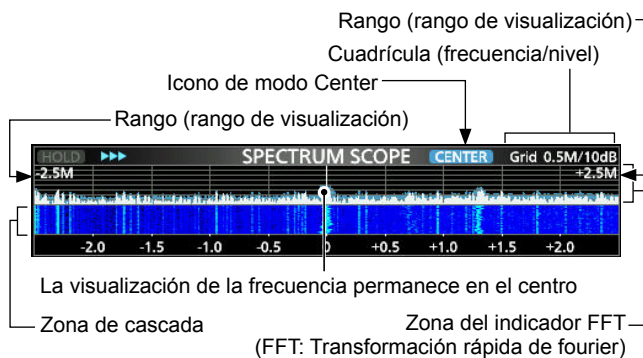 Rango (rango de visualización)
Cuadrícula (frecuencia/nivel)
Icono de modo Center
Rango (rango de visualización)
HOLD SPECTRUM SCOPE CENTER Grid 0.5M/10dB
-2.5M +2.5M
-2.0 -1.5 -1.0 -0.5 0 +0.5 +1.0 +1.5 +2.0
La visualización de la frecuencia permanece en el centro
Zona de cascada
Zona del indicador FFT
(FFT: Transformación rápida de fourier)